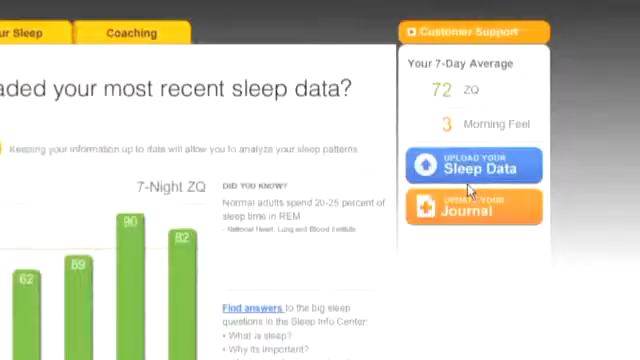 ur Sleep
Coaching
Customer Support
aded your most recent sleep data?
Your 7-Day Average
72 ZQ
3 Morning Feel
Keeping your information up to date will allow you to analyze your sleep patterns
UPLOAD YOUR
Sleep Data
UPDATE YOUR
Journal
7-Night ZQ
90
82
69
62
DID YOU KNOW?
Normal adults spend 20-25 percent of
sleep time in REM
- National Heart, Lung and Blood Institute
Find answers to the big sleep
questions in the Sleep Info Center:
• What is sleep?
• Why its important?